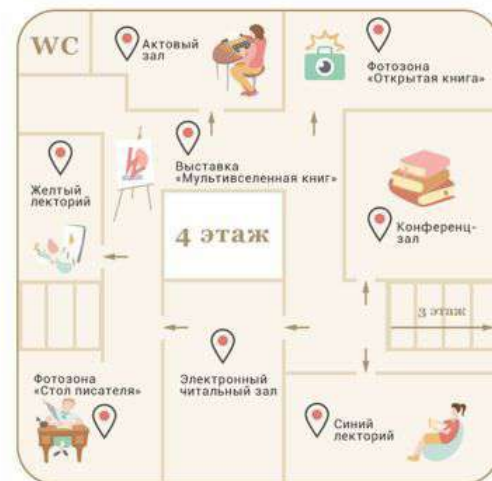 WC
Актовый
зал
Фотозона
«Открытая книга»
Желтый
лекторий
Выставка
«Мультивселенная книг»
4 этаж
Конференц-
зал
3 этаж
Фотозона
«Стол писателя»
Электронный
читальный зал
Синий
лекторий